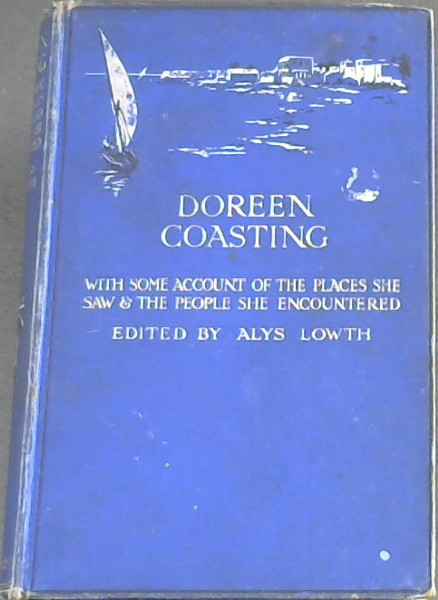 DOREEN
COASTING
WITH SOME ACCOUNT OF THE PLACES SHE
SAW & THE PEOPLE SHE ENCOUNTERED
EDITED BY ALYS LOWTH